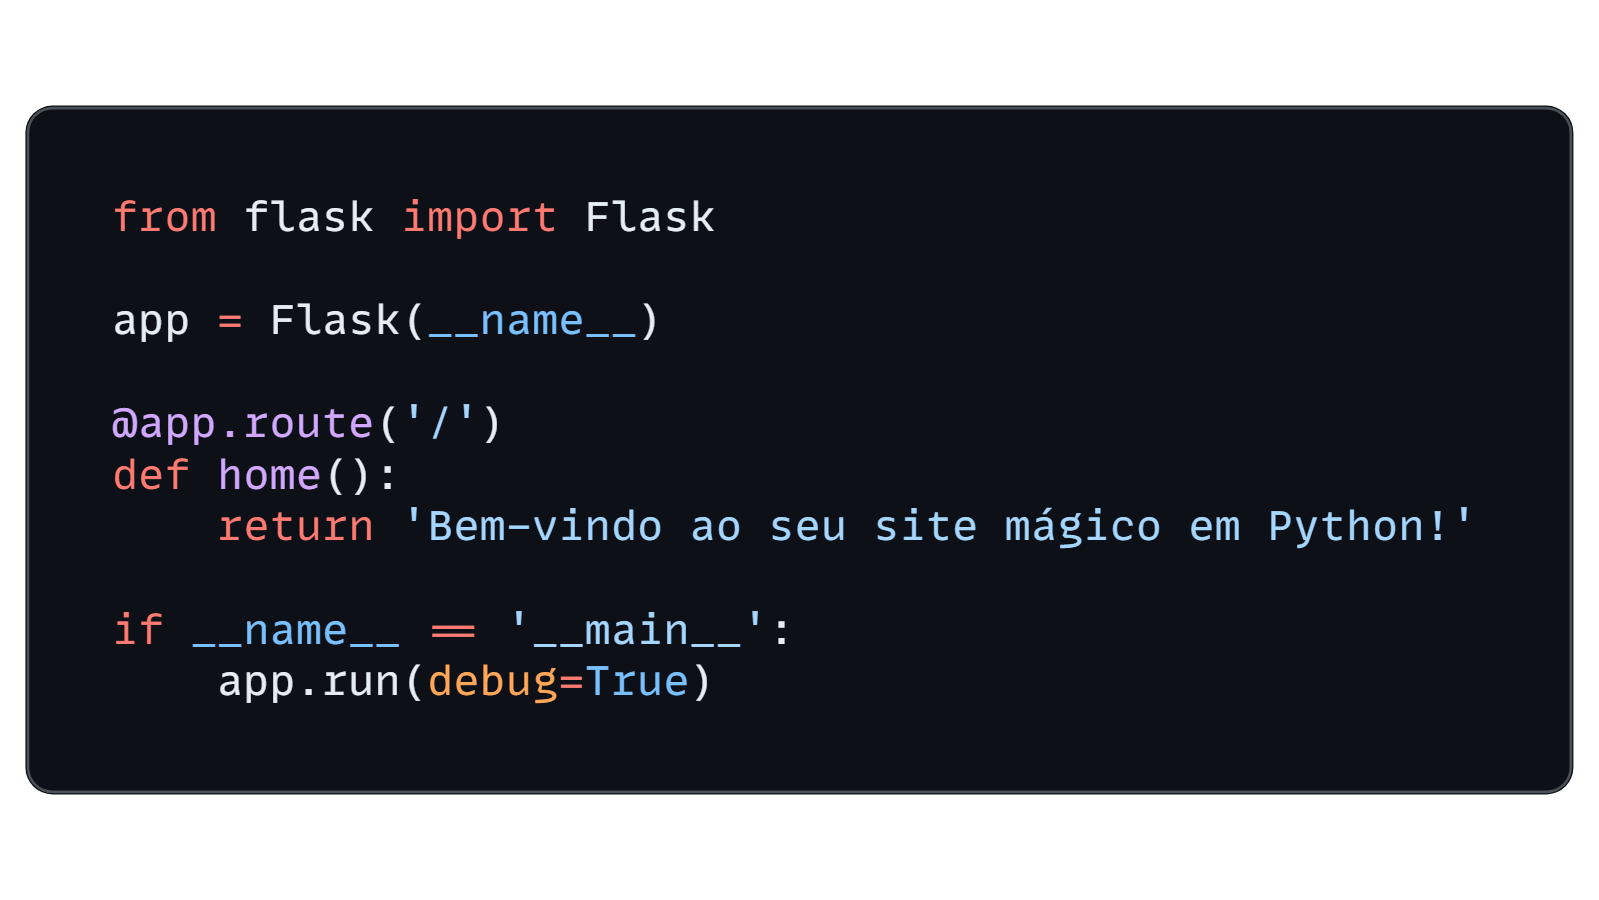 from flask import Flask
app = Flask(__name__)
@app.route('/')
def home():
    return 'Bem-vindo ao seu site mágico em Python!'
if __name__ == '__main__':
    app.run(debug=True)